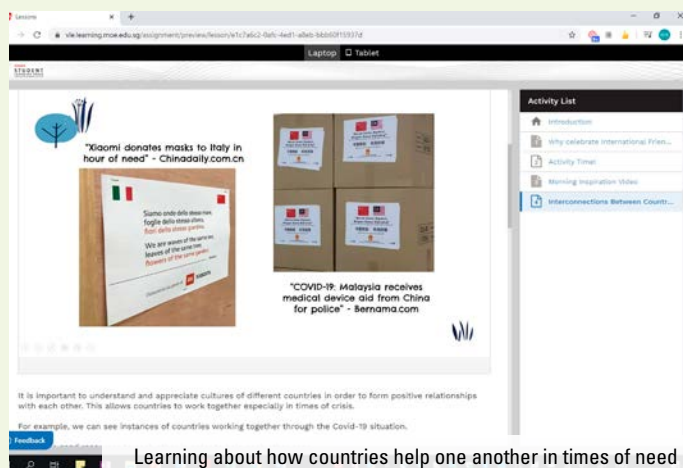 Lessons
vle.learning.moe.edu.sg/assignment/preview/lesson/
Laptop Tablet
STUDENT
Activity List
Introduction
Why celebrate International Frien...
Activity Time!
Morning Inspiration Video
Interconnections Between Countr...
"Xiaomi donates masks to Italy in
hour of need" - Chinadaily.com.cn
Siamo onde dello stesso mare,
foglie dello stesso albero,
fiori dello stesso giardino.
We are waves of the same sea,
leaves of the same tree,
flowers of the same garden.
"COVID-19: Malaysia receives
medical device aid from China
for police" - Bernama.com
It is important to understand and appreciate cultures of different countries in order to form positive relationships
with each other. This allows countries to work together especially in times of crisis.
For example, we can see instances of countries working together through the Covid-19 situation.
Feedback
Learning about how countries help one another in times of need